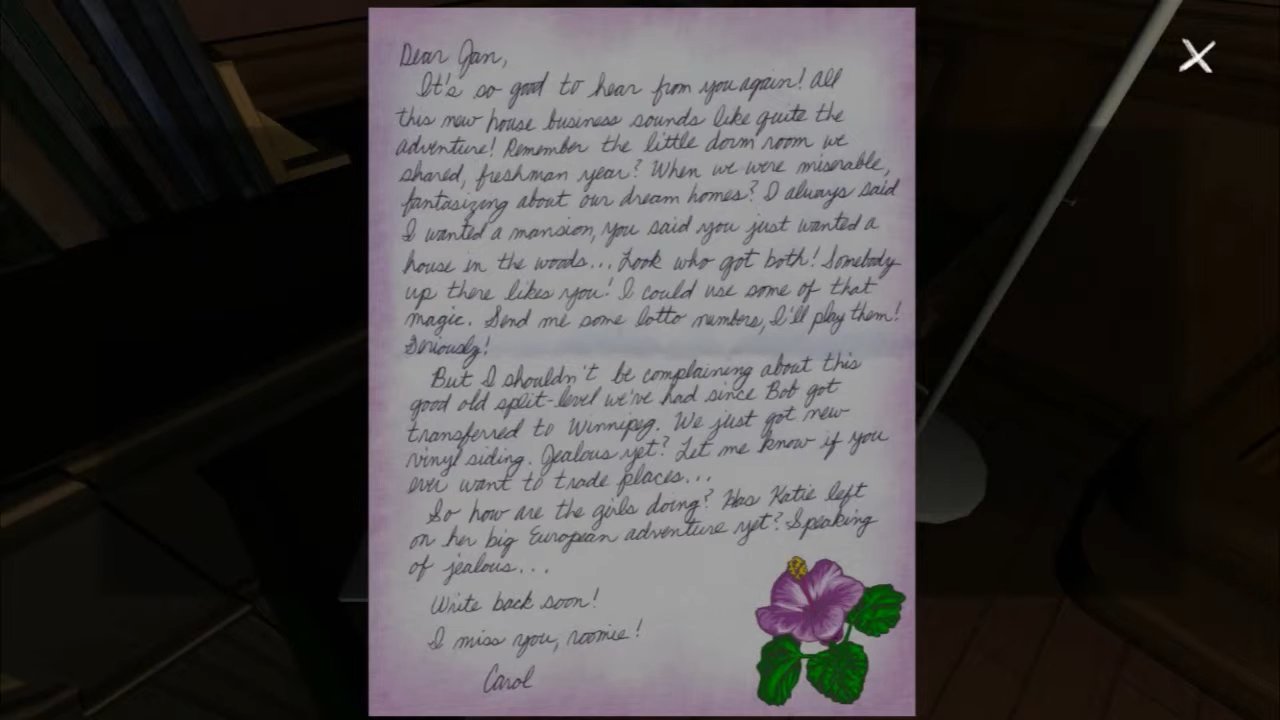 Dear Jan,
It's so good to hear from you again! All
this new house business sounds like quite the
adventure! Remember the little dorm room we
shared, freshman year? When we were miserable,
fantasizing about our dream homes? I always said
I wanted a mansion, you said you just wanted a
house in the woods... Look who got both! Somebody
up there likes you! I could use some of that
magic. Send me some lotto numbers, I'll play them!
Seriously!
But I shouldn't be complaining about this
good old split-level we've had since Bob got
transferred to Winnipeg. We just got new
vinyl siding. Jealous yet? Let me know if you
ever want to trade places...
So how are the girls doing? Has Katie left
on her big European adventure yet? Speaking
of jealous...
Write back soon!
I miss you, roomie!
Carol